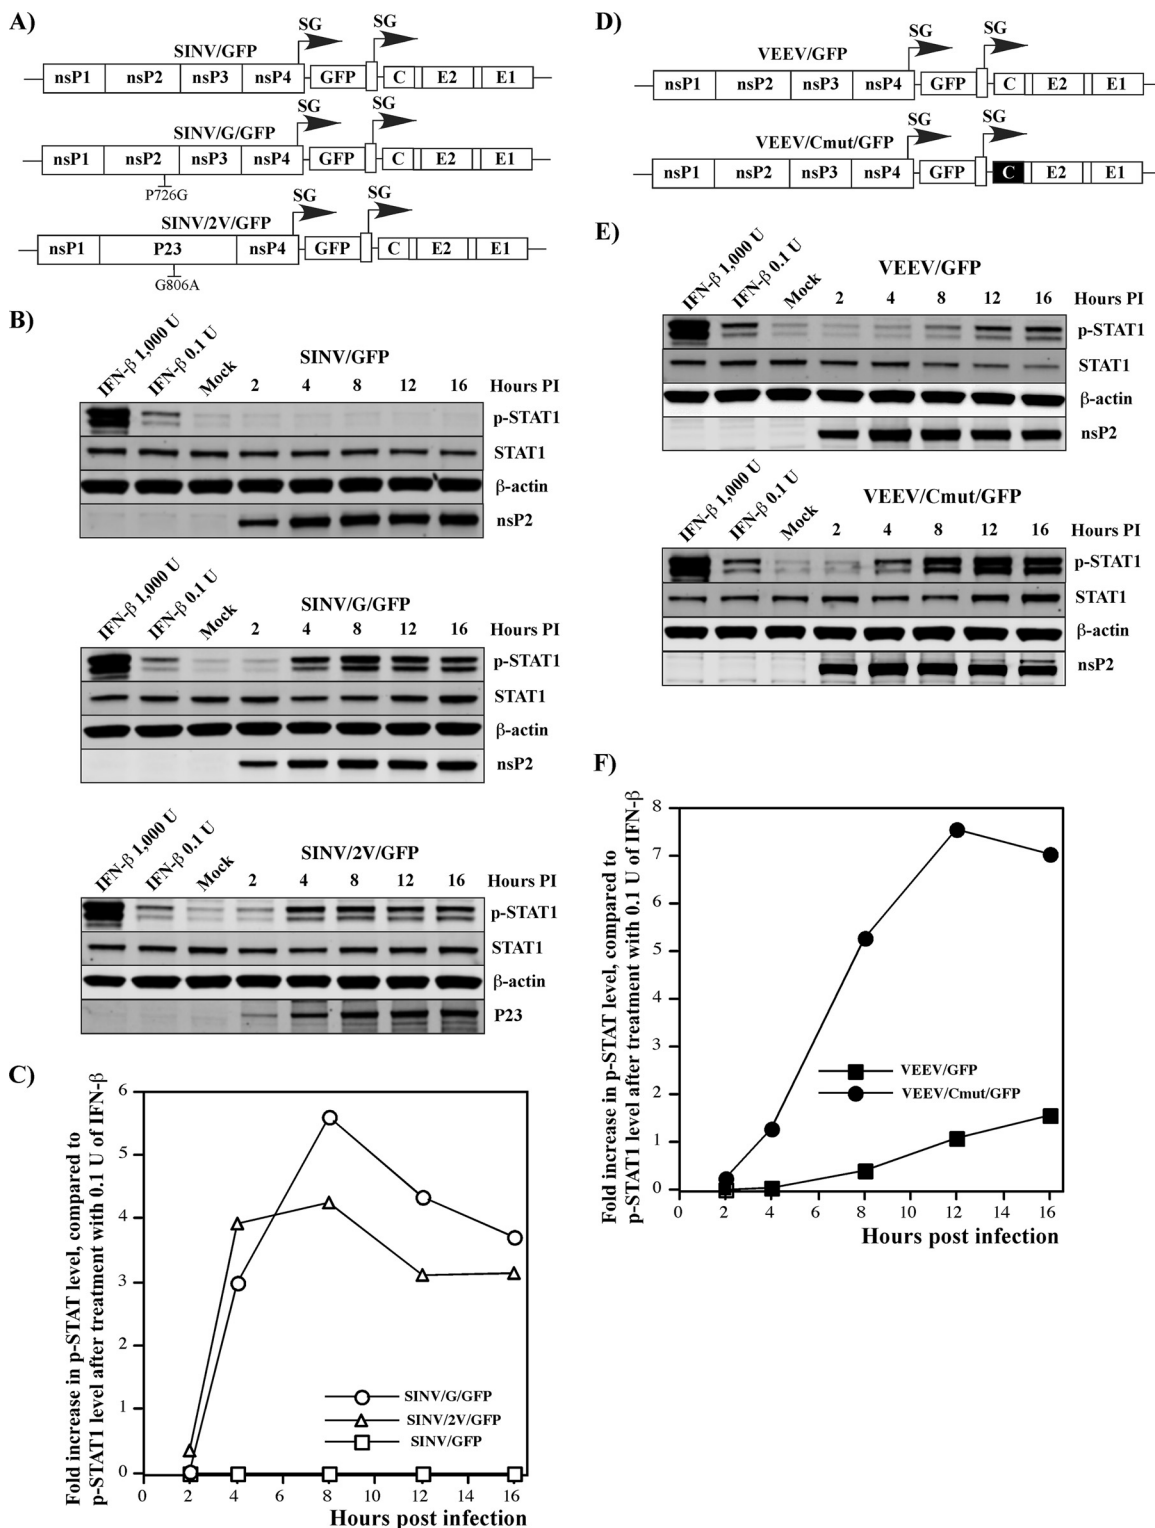 A)
SG
SG
SINV/GFP
nsP1 nsP2 nsP3 nsP4 GFP C E2 E1
SG
SG
SINV/G/GFP
nsP1 nsP2 nsP3 nsP4 GFP C E2 E1
P726G
SG
SG
SINV/2V/GFP
nsP1 P23 nsP4 GFP C E2 E1
G806A
B)
IFN-β 1,000 U
IFN-β 0.1 U
Mock
SINV/GFP
2 4 8 12 16 Hours PI
p-STAT1
STAT1
β-actin
nsP2
IFN-β 1,000 U
IFN-β 0.1 U
Mock
SINV/G/GFP
2 4 8 12 16 Hours PI
p-STAT1
STAT1
β-actin
nsP2
IFN-β 1,000 U
IFN-β 0.1 U
Mock
SINV/2V/GFP
2 4 8 12 16 Hours PI
p-STAT1
STAT1
β-actin
P23
C)
Fold increase in p-STAT level, compared to
p-STAT1 level after treatment with 0.1 U of IFN-β
6
5
4
3
2
1
0
SINV/G/GFP
SINV/2V/GFP
SINV/GFP
0 2 4 6 8 10 12 14 16
Hours post infection
D)
SG
SG
VEEV/GFP
nsP1 nsP2 nsP3 nsP4 GFP C E2 E1
SG
SG
VEEV/Cmut/GFP
nsP1 nsP2 nsP3 nsP4 GFP C E2 E1
E)
IFN-β 1,000 U
IFN-β 0.1 U
Mock
VEEV/GFP
2 4 8 12 16 Hours PI
p-STAT1
STAT1
β-actin
nsP2
IFN-β 1,000 U
IFN-β 0.1 U
Mock
VEEV/Cmut/GFP
2 4 8 12 16 Hours PI
p-STAT1
STAT1
β-actin
nsP2
F)
Fold increase in p-STAT level, compared to
p-STAT1 level after treatment with 0.1 U of IFN-β
8
7
6
5
4
3
2
1
0
VEEV/GFP
VEEV/Cmut/GFP
0 2 4 6 8 10 12 14 16
Hours post infection